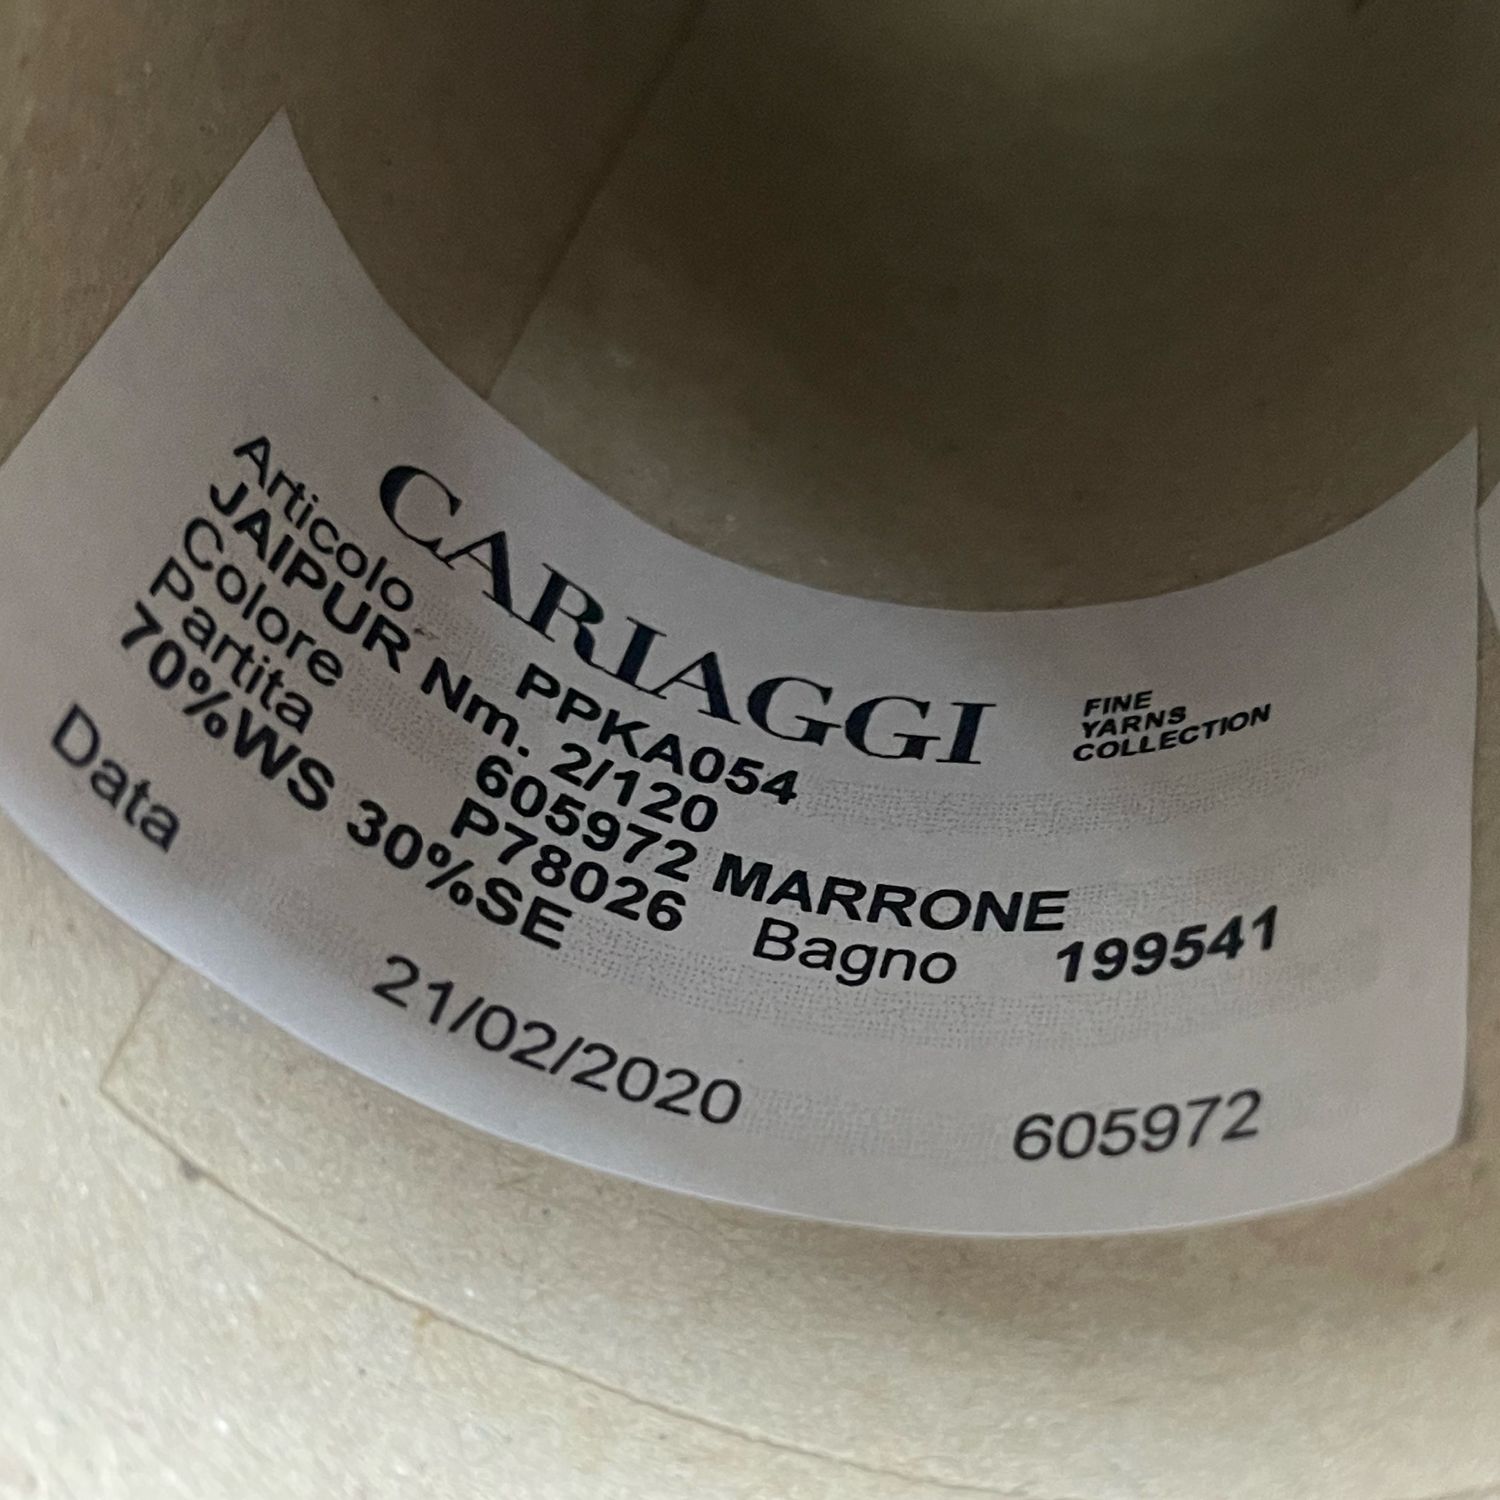 CARIAGGI
FINE
YARNS
COLLECTION
Articolo PPKA054
JAIPUR Nm. 2/120
Colore 605972 MARRONE
Partita P78026 Bagno 199541
70%WS 30%SE
Data 21/02/2020 605972